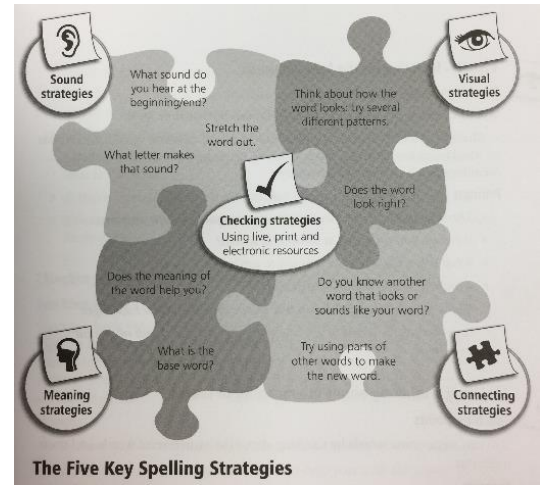 Sound
strategies
What sound do
you hear at the
beginning/end?
Stretch the
word out.
What letter makes
that sound?
Think about how the
word looks: try several
different patterns.
Does the word
look right?
Visual
strategies
Checking strategies
Using live, print and
electronic resources
Does the meaning of
the word help you?
What is the
base word?
Meaning
strategies
Do you know another
word that looks or
sounds like your word?
Try using parts of
other words to make
the new word.
Connecting
strategies
The Five Key Spelling Strategies